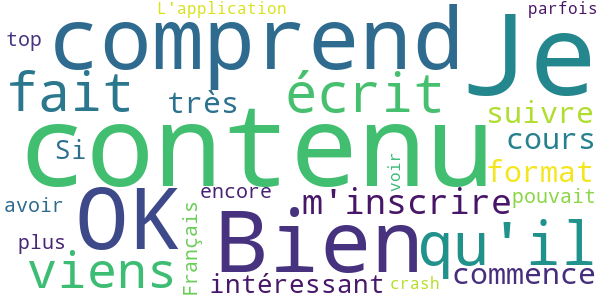 L'application
parfois
top
comprend
Je
fait
très
écrit
suivre
contenu
cours
Si
voir
format
OK
encore
m'inscrire
pouvait
avoir
Français
Bien
qu'il
plus
viens
intéressant
crash
commence